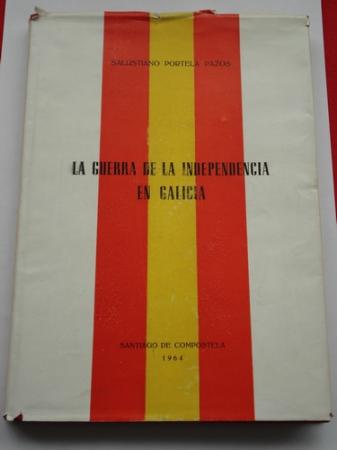 SALUSTIANO PORTELA PAZOS
LA GUERRA DE LA INDEPENDENCIA
EN GALICIA
SANTIAGO DE COMPOSTELA
1964